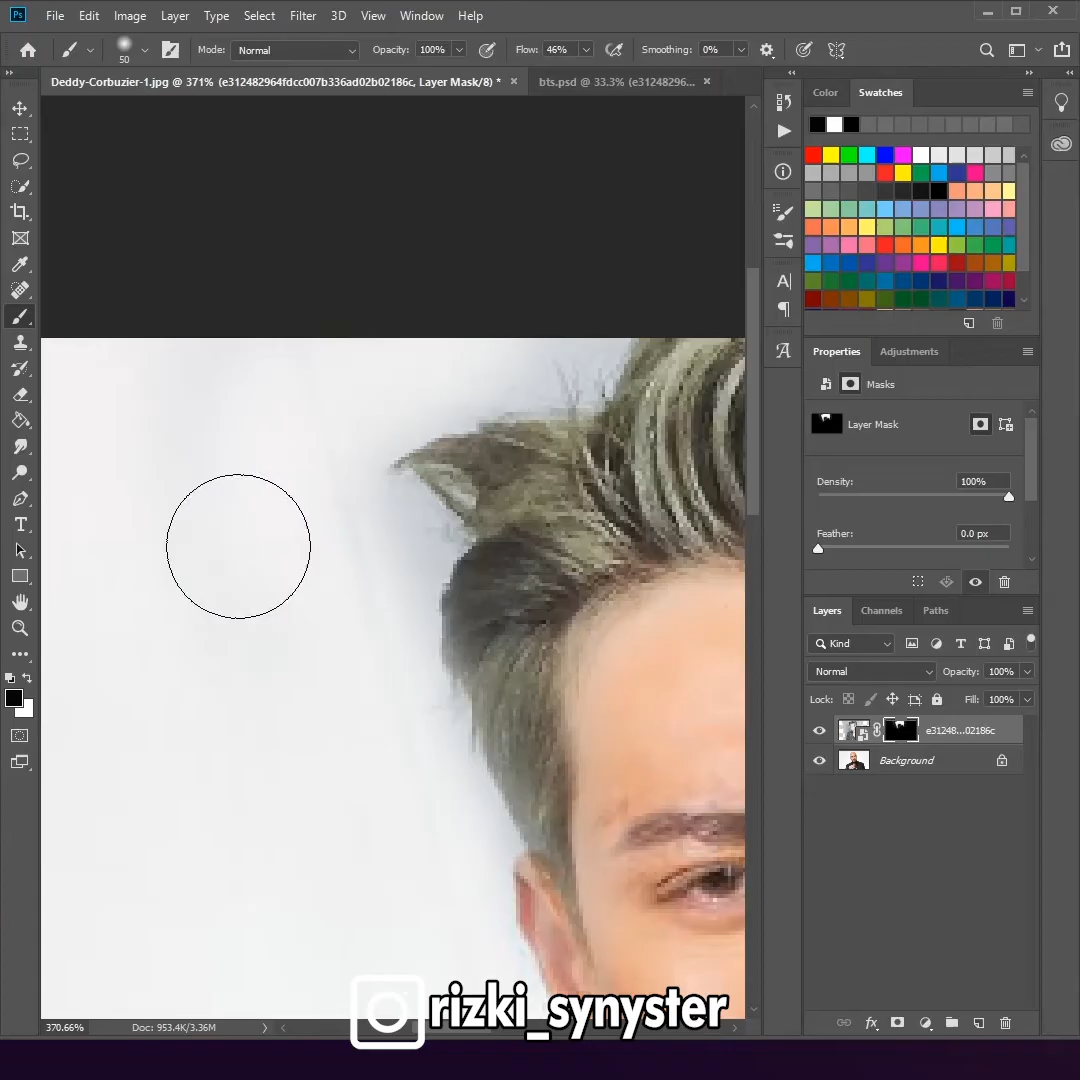 Ps File Edit Image Layer Type Select Filter 3D View Window Help
50 Mode: Normal Opacity: 100% Flow: 46% Smoothing: 0%
Deddy-Corbuzier-1.jpg @ 371% (e312482964fdcc007b336ad02b02186c, Layer Mask/8) * × bts.psd @ 33.3% (e31248296... ×
Color Swatches
Properties Adjustments
Masks
Layer Mask
Density: 100%
Feather: 0.0 px
Layers Channels Paths
Kind
Normal Opacity: 100%
Lock: Fill: 100%
e31248...02186c
Background
rizki_synyster
370.66% Doc: 953.4K/3.36M